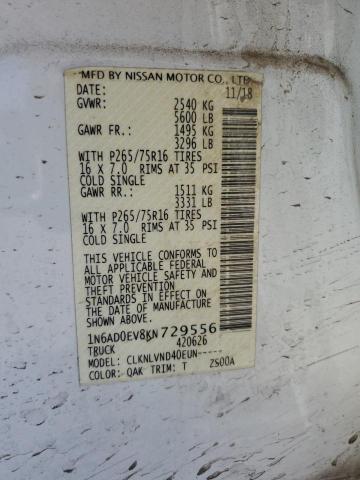 MFD BY NISSAN MOTOR CO., LTD
DATE: 11/18
GVWR: 2540 KG
5600 LB
GAWR FR.: 1495 KG
3296 LB
WITH P265/75R16 TIRES
16 X 7.0 RIMS AT 35 PSI
COLD SINGLE
GAWR RR.: 1511 KG
3331 LB
WITH P265/75R16 TIRES
16 X 7.0 RIMS AT 35 PSI
COLD SINGLE
THIS VEHICLE CONFORMS TO
ALL APPLICABLE FEDERAL
MOTOR VEHICLE SAFETY AND
THEFT PREVENTION
STANDARDS IN EFFECT ON
THE DATE OF MANUFACTURE
SHOWN ABOVE.
1N6AD0EV8KN729556
TRUCK 420626
MODEL: CLKNLVND40EUN-----
COLOR: QAK TRIM: T ZS00A